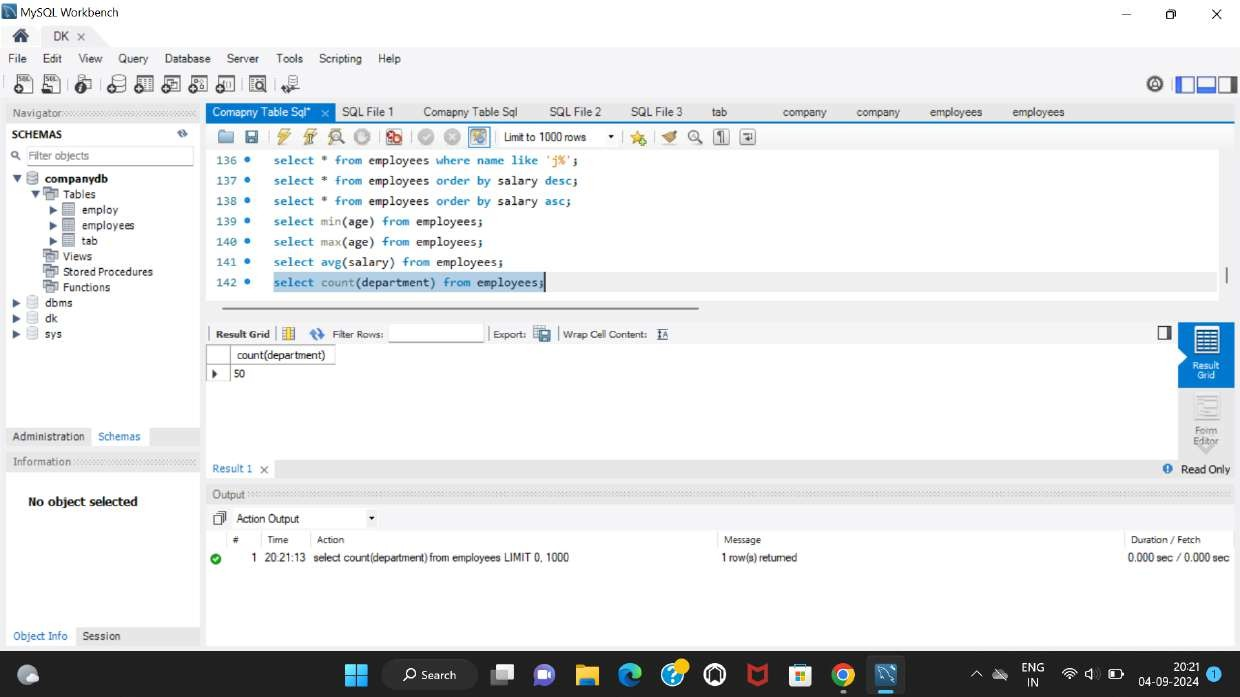 MySQL Workbench
DK
File Edit View Query Database Server Tools Scripting Help
Navigator
SCHEMAS
Filter objects
companydb
Tables
employ
employees
tab
Views
Stored Procedures
Functions
dbms
dk
sys
Administration Schemas
Information
No object selected
Object Info Session
Comapny Table Sql* SQL File 1 Comapny Table Sql SQL File 2 SQL File 3 tab company company employees employees
Limit to 1000 rows
136 select * from employees where name like 'j%';
137 select * from employees order by salary desc;
138 select * from employees order by salary asc;
139 select min(age) from employees;
140 select max(age) from employees;
141 select avg(salary) from employees;
142 select count(department) from employees;
Result Grid Filter Rows: Export: Wrap Cell Content: IA
count(department)
50
Result Grid
Form Editor
Result 1
Read Only
Output
Action Output
# Time Action Message Duration / Fetch
1 20:21:13 select count(department) from employees LIMIT 0, 1000 1 row(s) returned 0.000 sec / 0.000 sec
Search
ENG
IN
20:21
04-09-2024
1